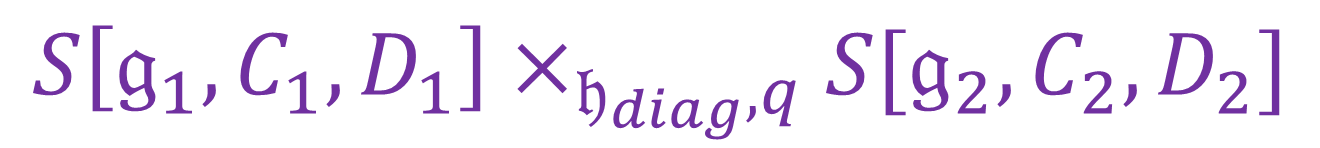 𝑆[𝔤₁, 𝐶₁, 𝐷₁] ×_{𝔥_{𝑑𝑖𝑎𝑔},𝑞} 𝑆[𝔤₂, 𝐶₂, 𝐷₂]